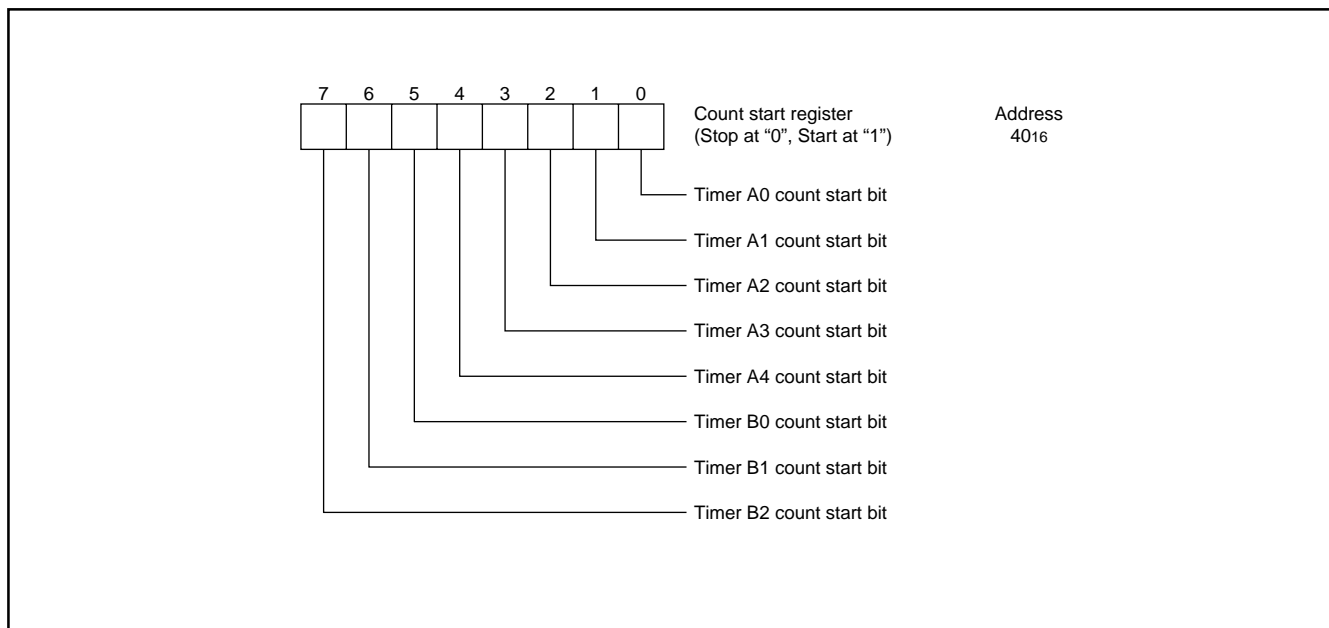 7 6 5 4 3 2 1 0
Count start register Address
(Stop at “0”, Start at “1”) 4016
Timer A0 count start bit
Timer A1 count start bit
Timer A2 count start bit
Timer A3 count start bit
Timer A4 count start bit
Timer B0 count start bit
Timer B1 count start bit
Timer B2 count start bit